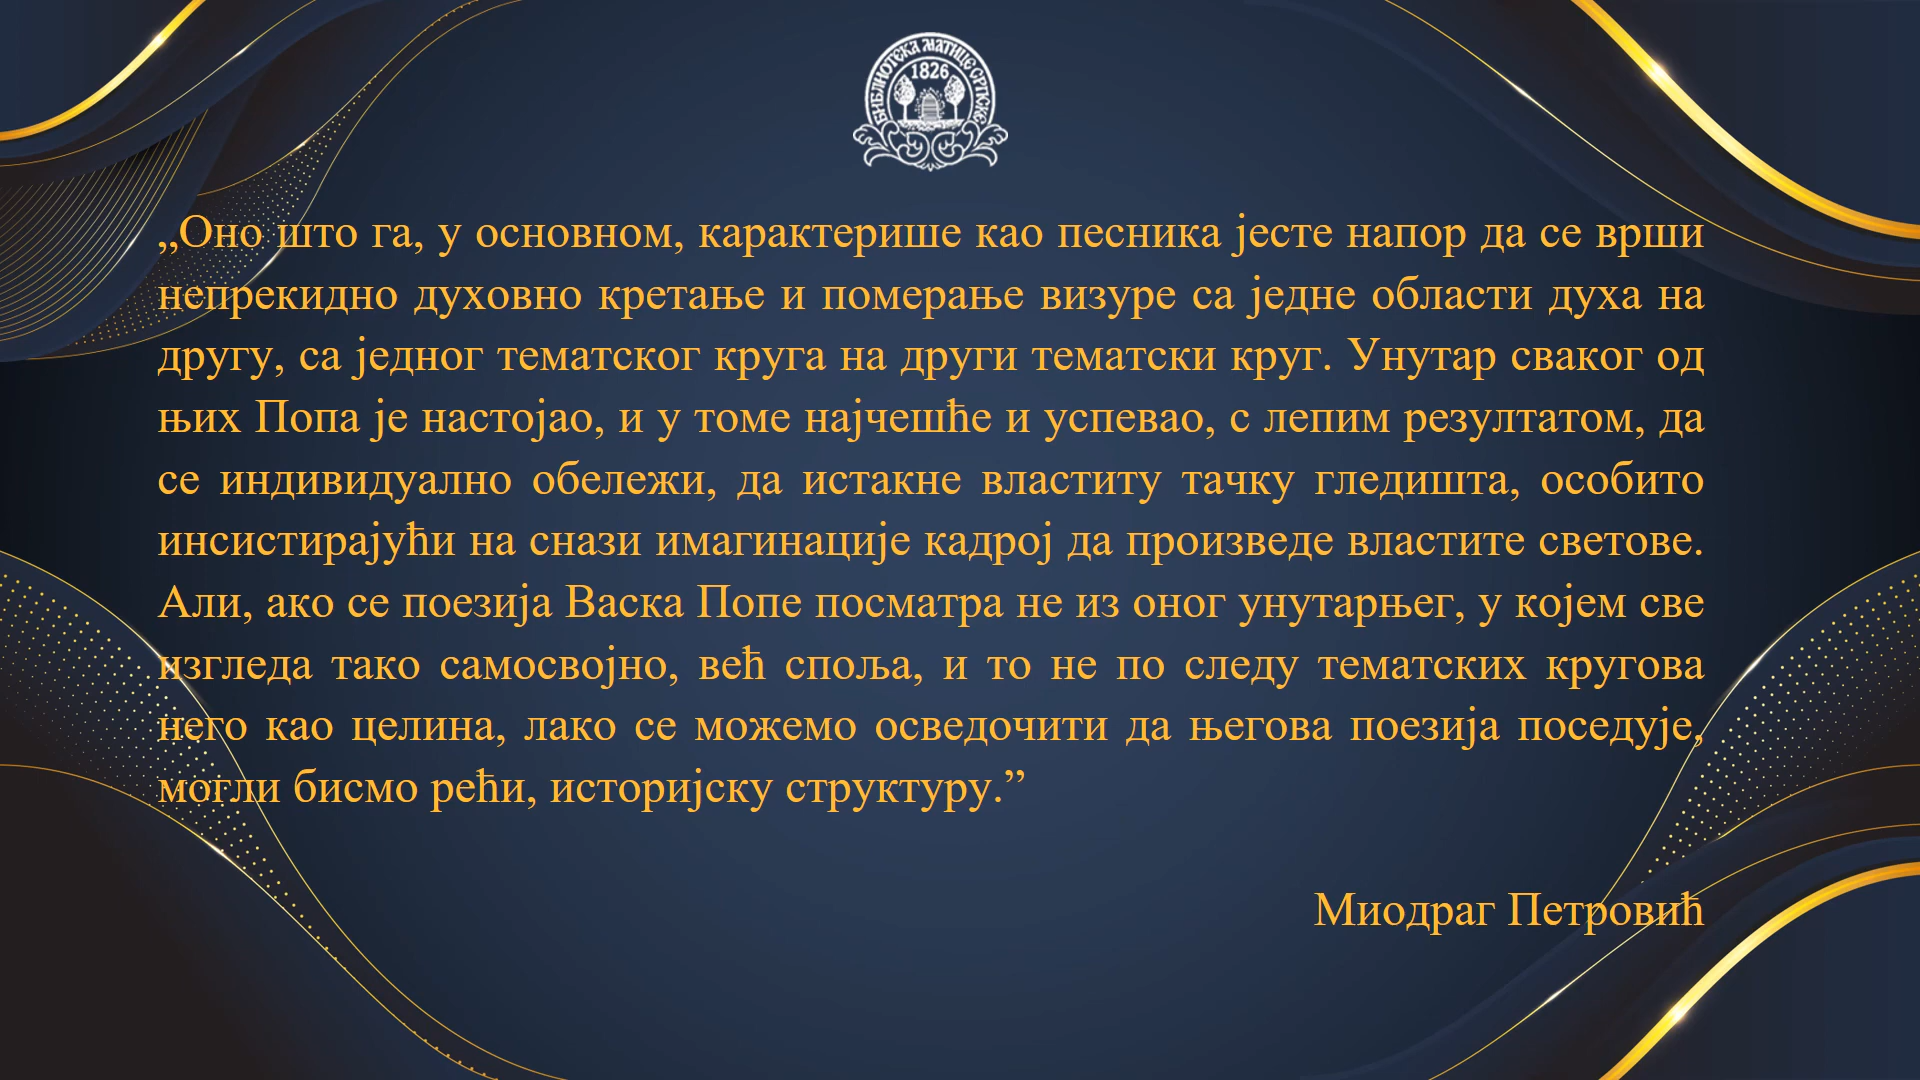 БИБЛИОТЕКА МАТИЦЕ СРПСКЕ
1826
„Оно што га, у основном, карактерише као песника јесте напор да се врши
непрекидно духовно кретање и померање визуре са једне области духа на
другу, са једног тематског круга на други тематски круг. Унутар сваког од
њих Попа је настојао, и у томе најчешће и успевао, с лепим резултатом, да
се индивидуално обележи, да истакне властиту тачку гледишта, особито
инсистирајући на снази имагинације кадрој да произведе властите светове.
Али, ако се поезија Васка Попе посматра не из оног унутарњег, у којем све
изгледа тако самосвојно, већ споља, и то не по следу тематских кругова
него као целина, лако се можемо осведочити да његова поезија поседује,
могли бисмо рећи, историјску структуру.”
Миодраг Петровић